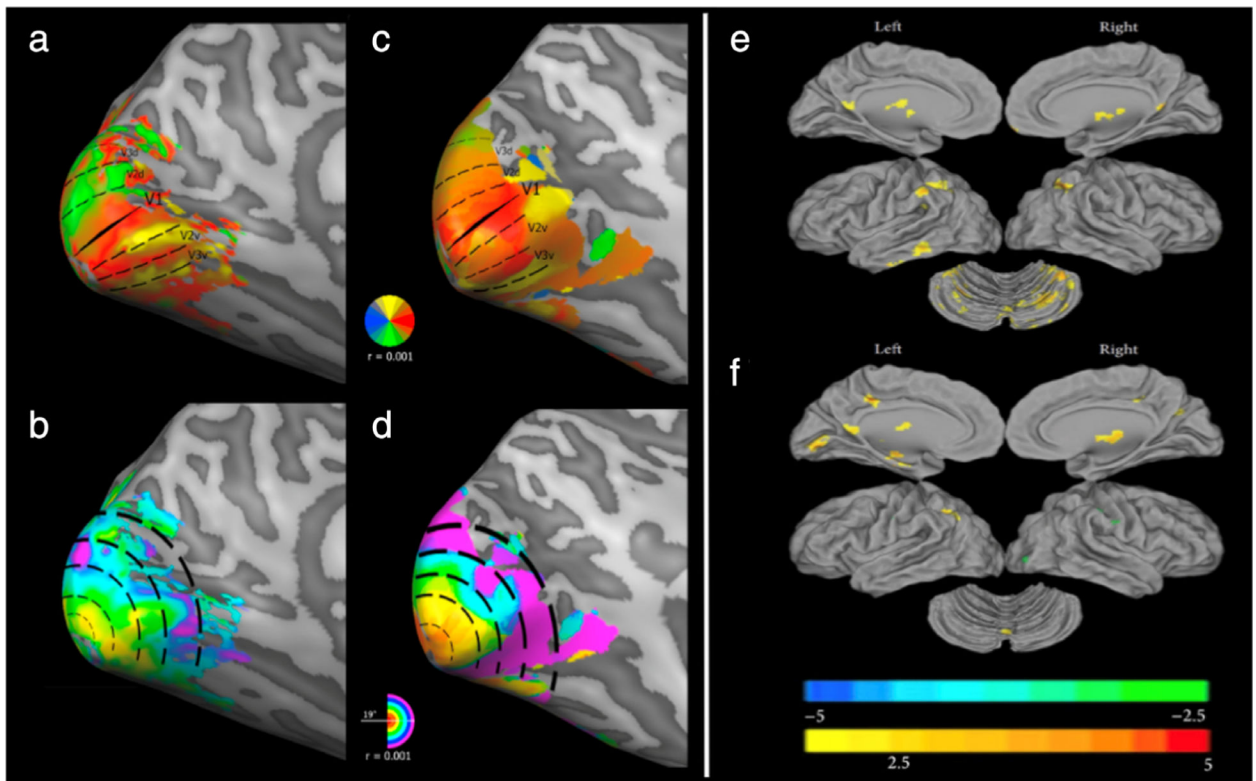 a
V3d
V2d
V1
V2v
V3v
c
V3d
V2d
V1
V2v
V3v
r = 0.001
b
d
19°
r = 0.001
e
Left Right
f
Left Right
−5 −2.5
2.5 5